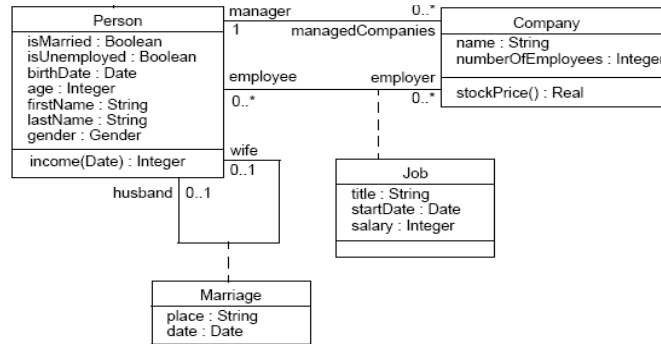 Person
isMarried : Boolean
isUnemployed : Boolean
birthDate : Date
age : Integer
firstName : String
lastName : String
gender : Gender
income(Date) : Integer
manager
1
0..*
managedCompanies
employee
0..*
employer
0..*
Company
name : String
numberOfEmployees : Integer
stockPrice() : Real
wife
0..1
husband
0..1
Job
title : String
startDate : Date
salary : Integer
Marriage
place : String
date : Date